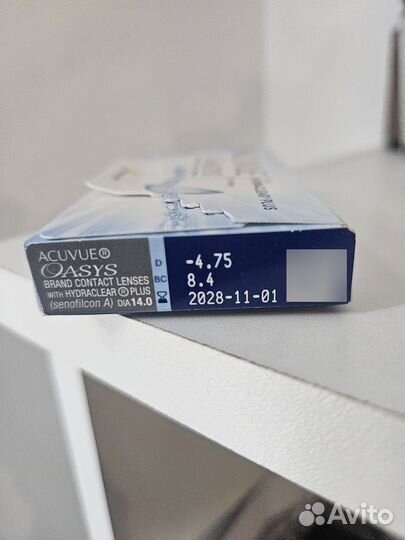 ACUVUE®
OASYS
BRAND CONTACT LENSES
WITH HYDRACLEAR® PLUS
(senofilcon A) DIA 14.0
D -4.75
BC 8.4
2028-11-01
PLUS
Avito